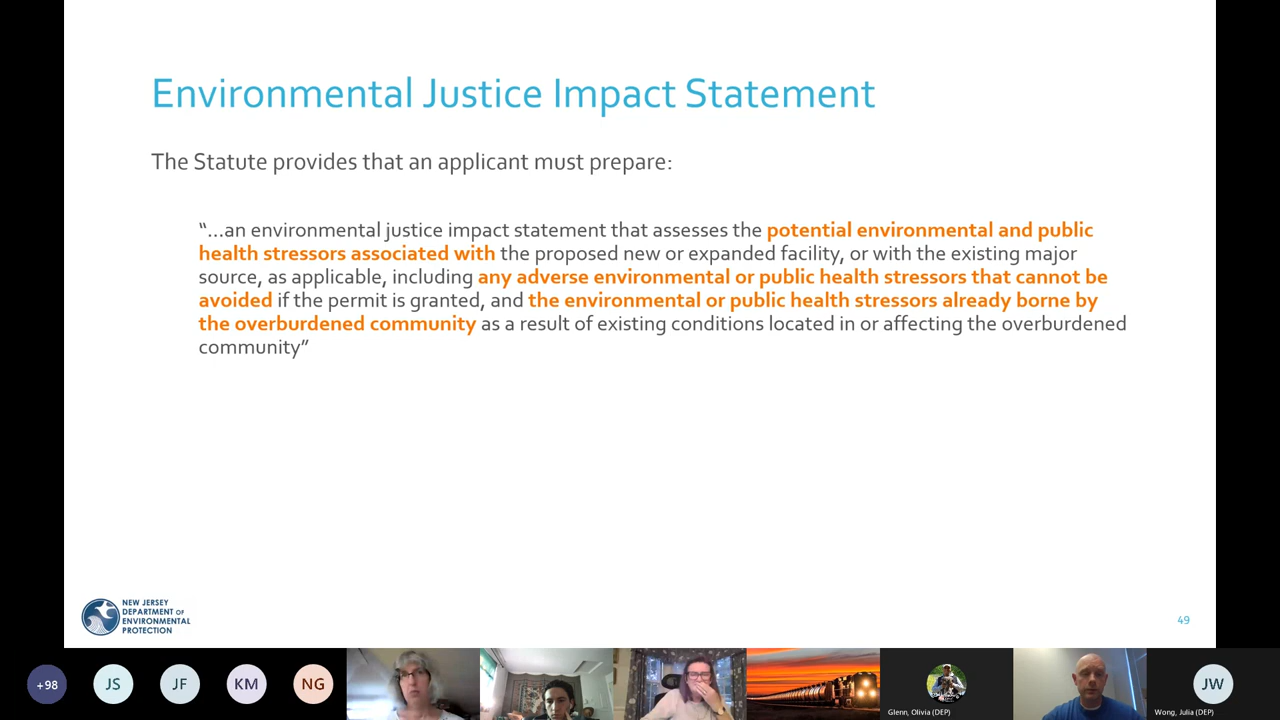 Environmental Justice Impact Statement
The Statute provides that an applicant must prepare:
“...an environmental justice impact statement that assesses the potential environmental and public
health stressors associated with the proposed new or expanded facility, or with the existing major
source, as applicable, including any adverse environmental or public health stressors that cannot be
avoided if the permit is granted, and the environmental or public health stressors already borne by
the overburdened community as a result of existing conditions located in or affecting the overburdened
community”
NEW JERSEY
DEPARTMENT OF
ENVIRONMENTAL
PROTECTION
49
+98
JS
JF
KM
NG
Glenn, Olivia (DEP)
JW
Wong, Julia (DEP)